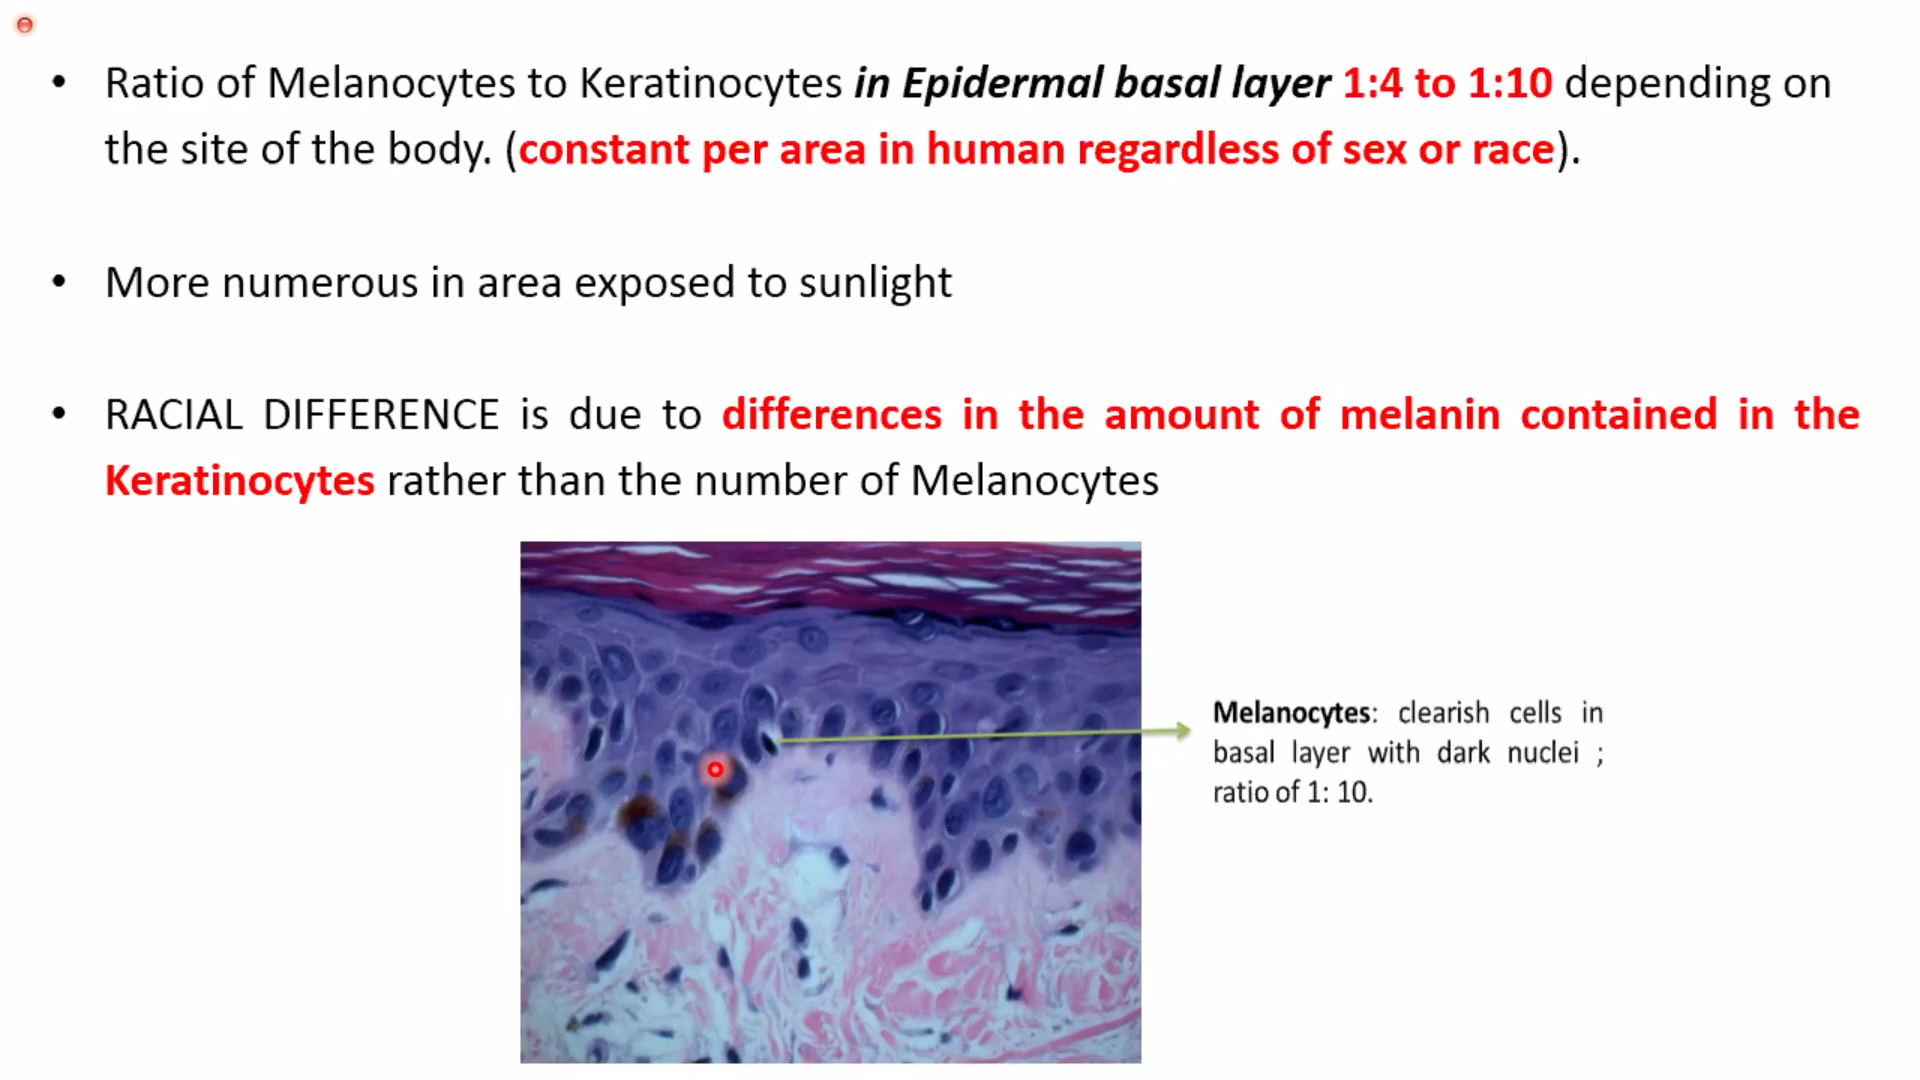 • Ratio of Melanocytes to Keratinocytes in Epidermal basal layer 1:4 to 1:10 depending on
the site of the body. (constant per area in human regardless of sex or race).
• More numerous in area exposed to sunlight
• RACIAL DIFFERENCE is due to differences in the amount of melanin contained in the
Keratinocytes rather than the number of Melanocytes
Melanocytes: clearish cells in
basal layer with dark nuclei ;
ratio of 1: 10.